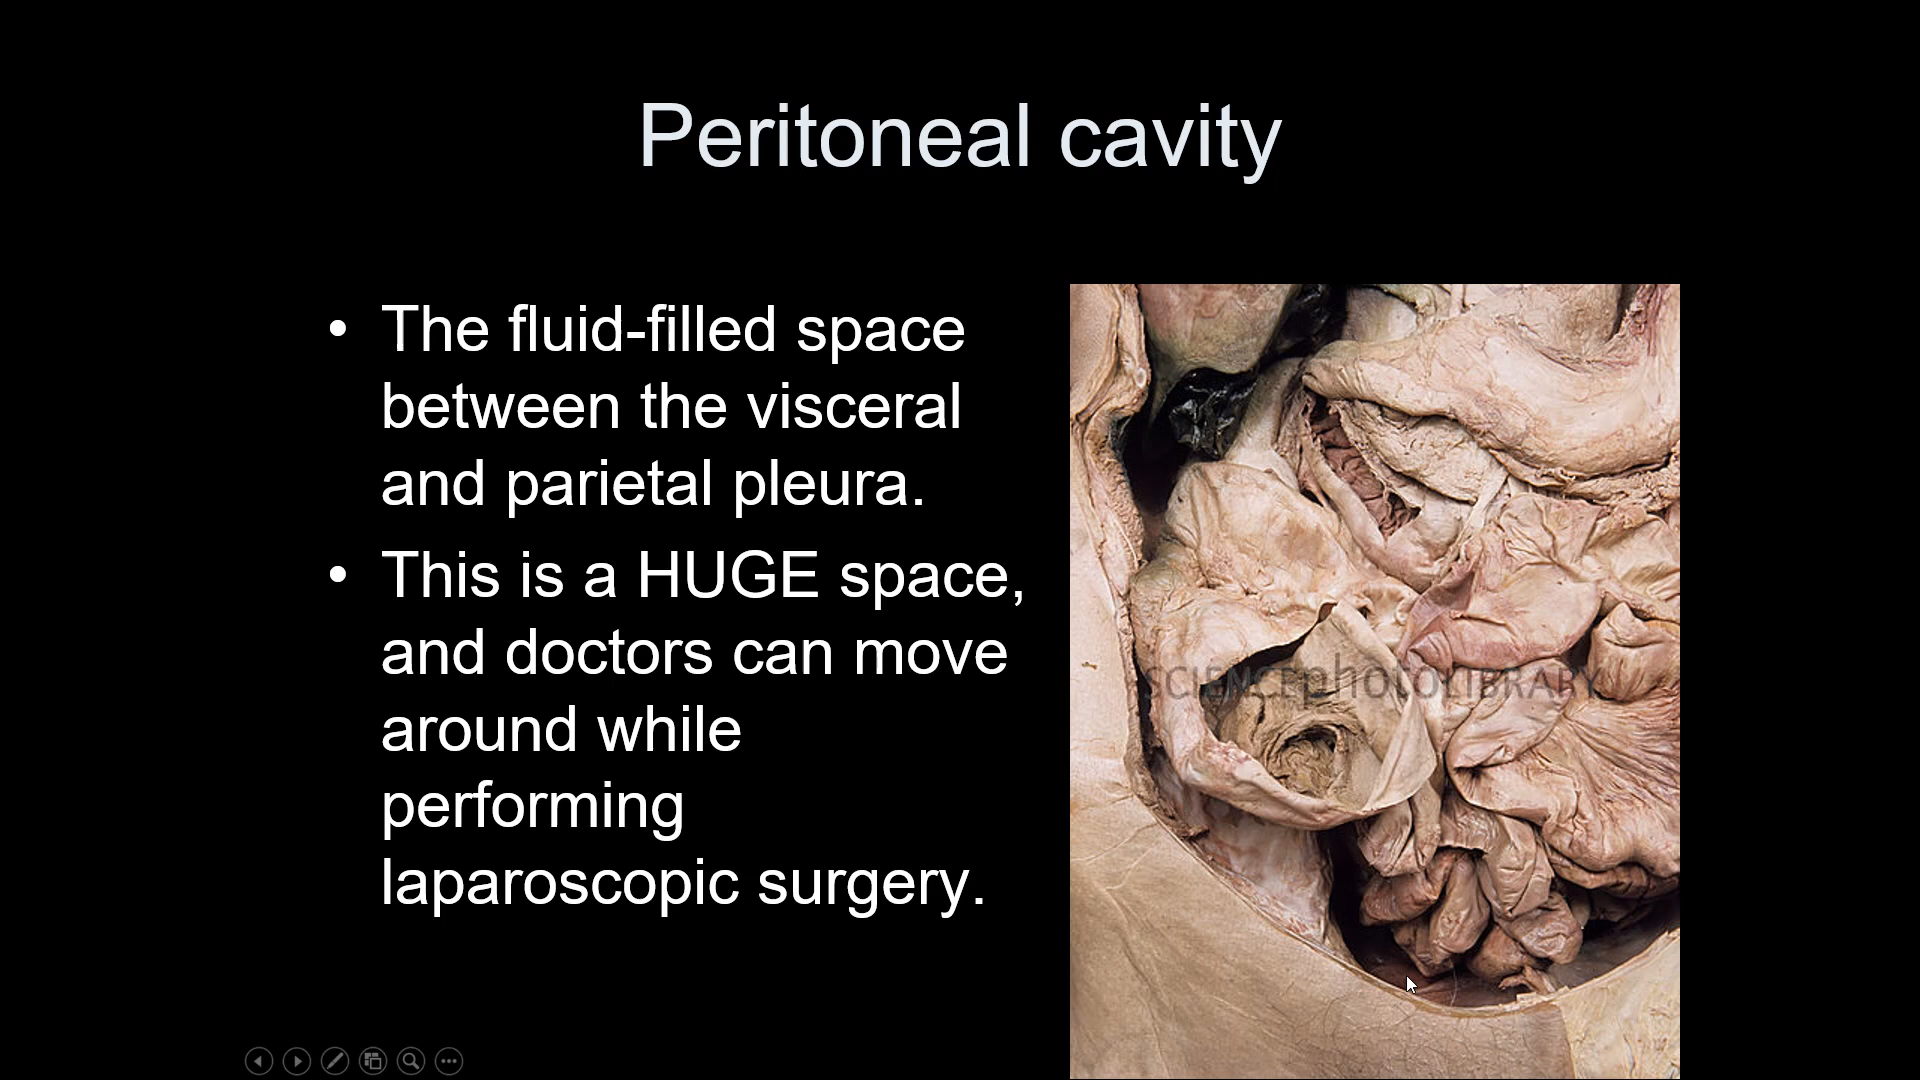 Peritoneal cavity
• The fluid-filled space
between the visceral
and parietal pleura.
• This is a HUGE space,
and doctors can move
around while
performing
laparoscopic surgery.
SCIENCEphotoLIBRARY